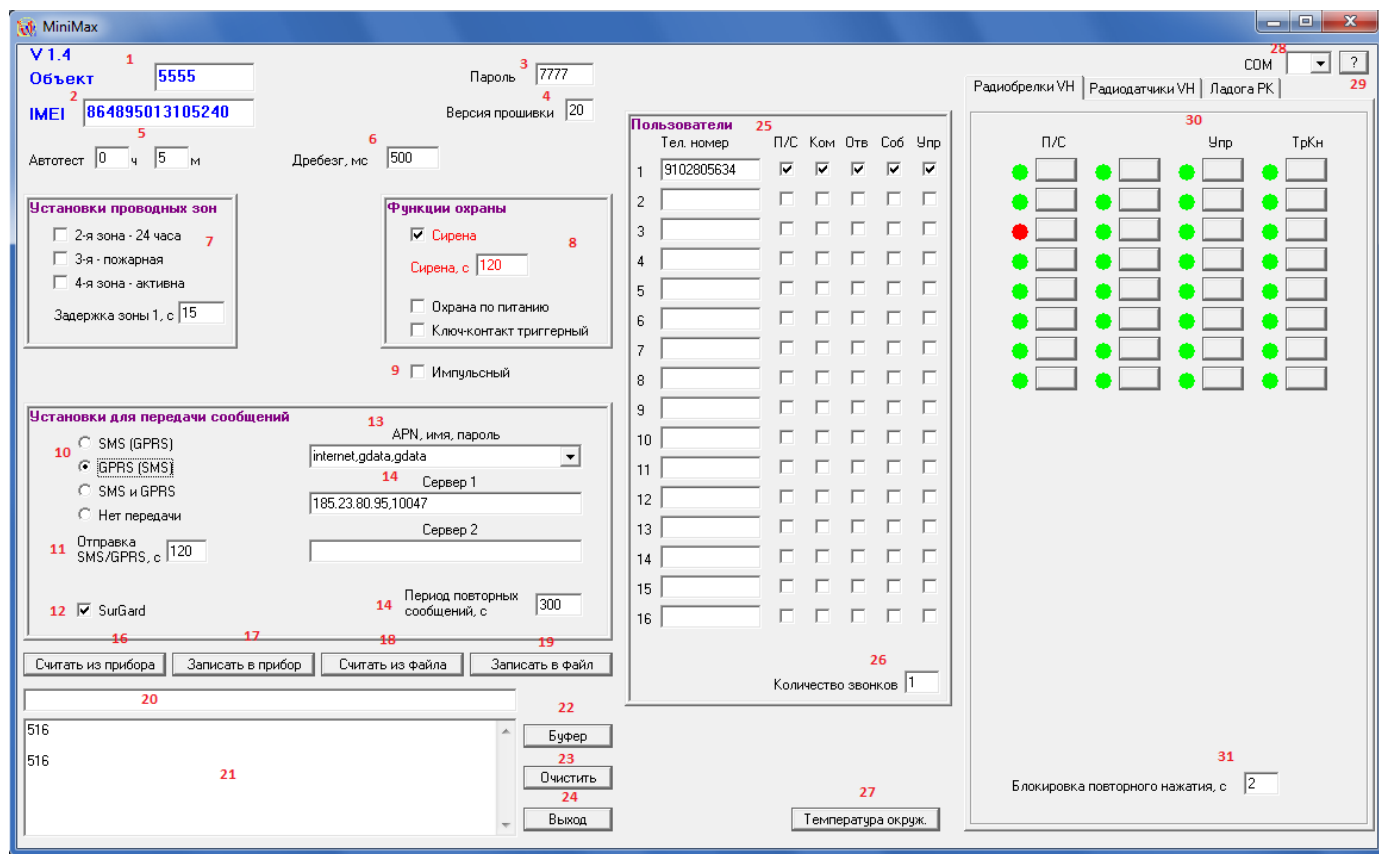 MiniMax
V 1.4
1
Объект 5555
2
IMEI 864895013105240
3
Пароль 7777
4
Версия прошивки 20
5
Автотест 0 ч 5 м
6
Дребезг, мс 500
Установки проводных зон
2-я зона - 24 часа
7
3-я - пожарная
4-я зона - активна
Задержка зоны 1, с 15
Функции охраны
Сирена
8
Сирена, с 120
Охрана по питанию
Ключ-контакт триггерный
9 Импульсный
Установки для передачи сообщений
10
SMS (GPRS)
GPRS (SMS)
SMS и GPRS
Нет передачи
11 Отправка
SMS/GPRS, с 120
12 SurGard
13
APN, имя, пароль
internet,gdata,gdata
14 Сервер 1
185.23.80.95,10047
Сервер 2
14 Период повторных
сообщений, с 300
16 17 18 19
Считать из прибора Записать в прибор Считать из файла Записать в файл
20
516
516
21
22
Буфер
23
Очистить
24
Выход
Пользователи 25
Тел. номер П/С Ком Отв Соб Упр
1 9102805634
2
3
4
5
6
7
8
9
10
11
12
13
14
15
16
26
Количество звонков 1
27
Температура окруж.
28
COM ?
29
Радиобрелки VH Радиодатчики VH Ладога РК
30
П/С Упр ТрКн
31
Блокировка повторного нажатия, с 2